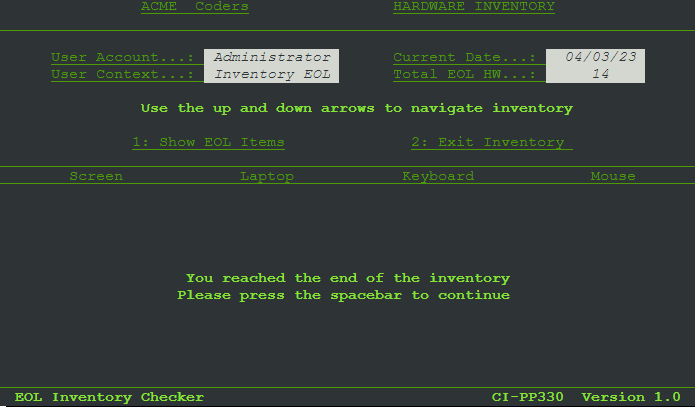 ACME  Coders HARDWARE INVENTORY
User Account...: Administrator Current Date...: 04/03/23
User Context...: Inventory EOL Total EOL HW...: 14
Use the up and down arrows to navigate inventory
1: Show EOL Items 2: Exit Inventory
Screen Laptop Keyboard Mouse
You reached the end of the inventory
Please press the spacebar to continue
EOL Inventory Checker CI-PP330  Version 1.0